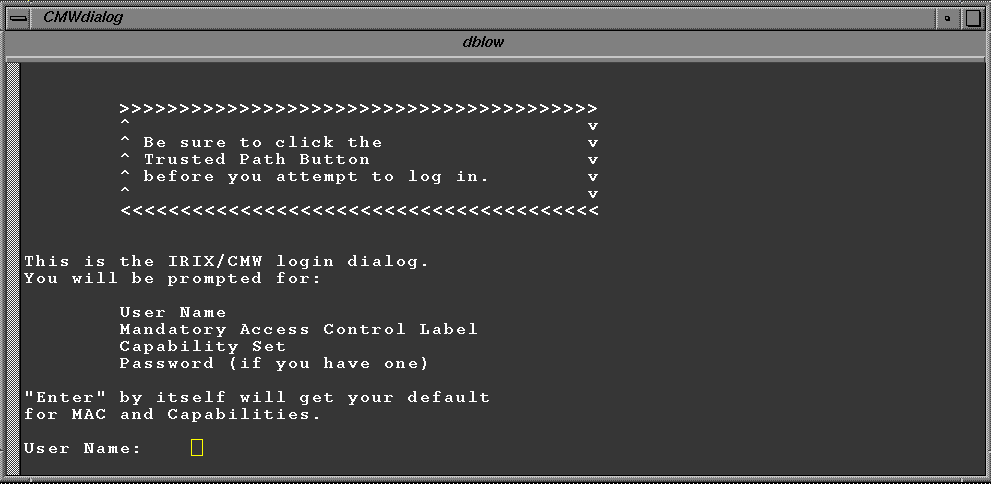 CMWdialog
dblow
>>>>>>>>>>>>>>>>>>>>>>>>>>>>>>>>>>>>>>>>
^ v
^ Be sure to click the v
^ Trusted Path Button v
^ before you attempt to log in. v
^ v
<<<<<<<<<<<<<<<<<<<<<<<<<<<<<<<<<<<<<<<<
This is the IRIX/CMW login dialog.
You will be prompted for:
User Name
Mandatory Access Control Label
Capability Set
Password (if you have one)
"Enter" by itself will get your default
for MAC and Capabilities.
User Name: